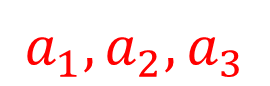 a₁, a₂, a₃